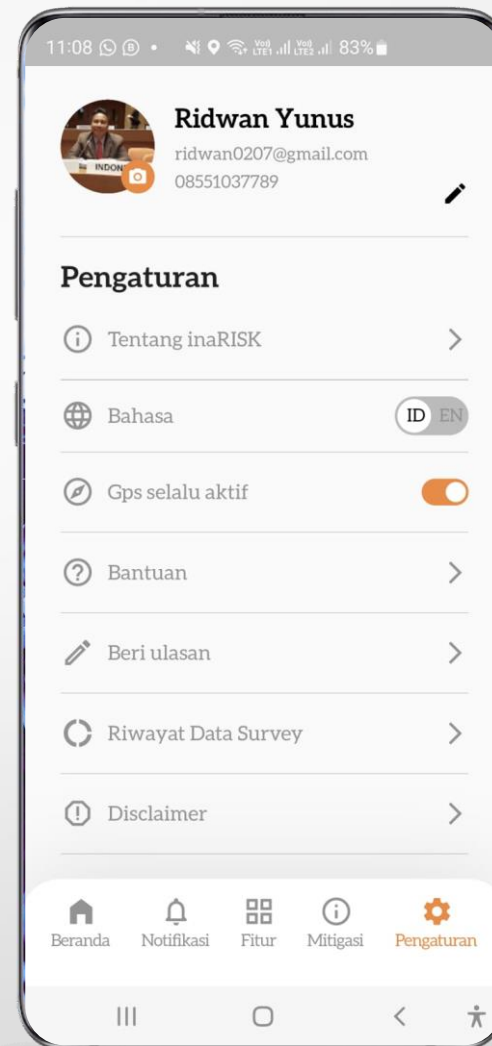 11:08 83%
Ridwan Yunus
ridwan0207@gmail.com
08551037789
INDON
Pengaturan
Tentang inaRISK
Bahasa ID EN
Gps selalu aktif
Bantuan
Beri ulasan
Riwayat Data Survey
Disclaimer
Beranda Notifikasi Fitur Mitigasi Pengaturan